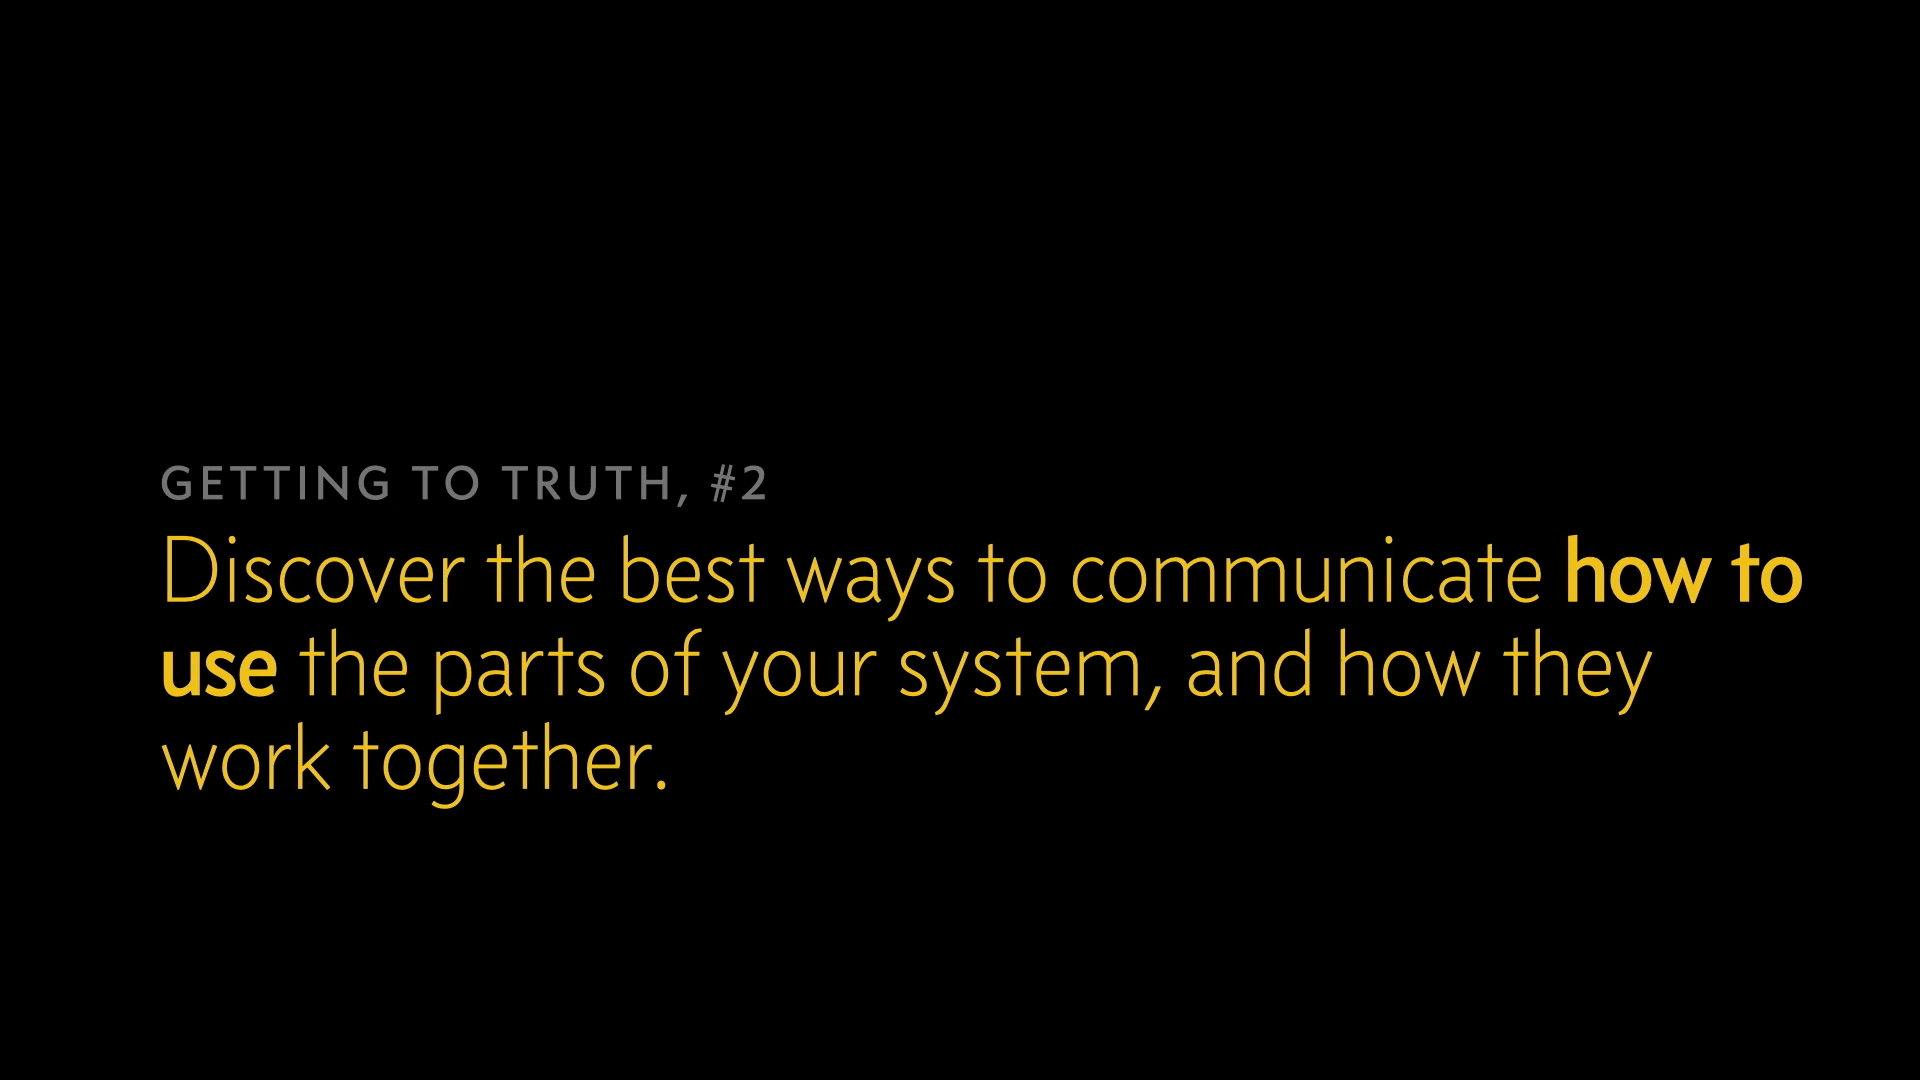 GETTING TO TRUTH, #2
Discover the best ways to communicate how to
use the parts of your system, and how they
work together.